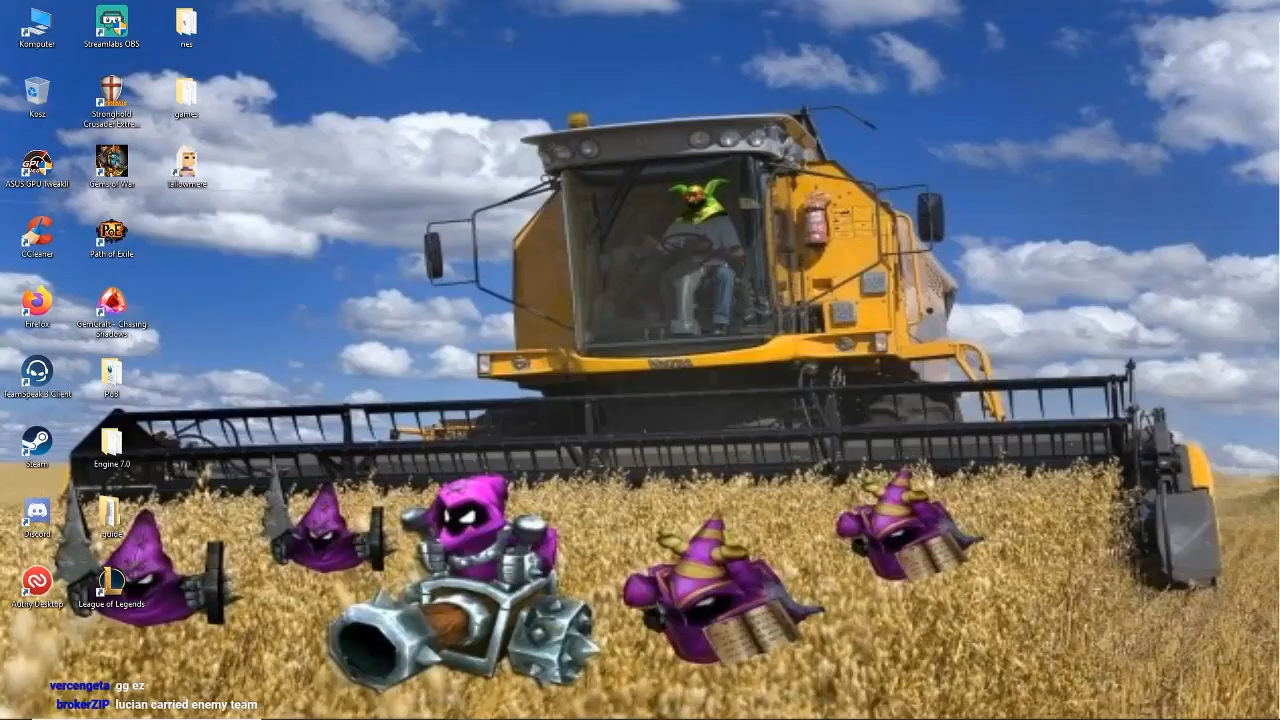 Komputer
Streamlabs OBS
nes
Kosz
Stronghold
Crusader Extre...
games
ASUS GPU TweakII
Gems of War
tallowmere
CCleaner
Path of Exile
Firefox
GemCraft - Chasing
Shadows
TeamSpeak 3 Client
PoB
Steam
Engine 7.0
Discord
guide
Authy Desktop
League of Legends
vercengeta gg ez
brokerZIP lucian carried enemy team